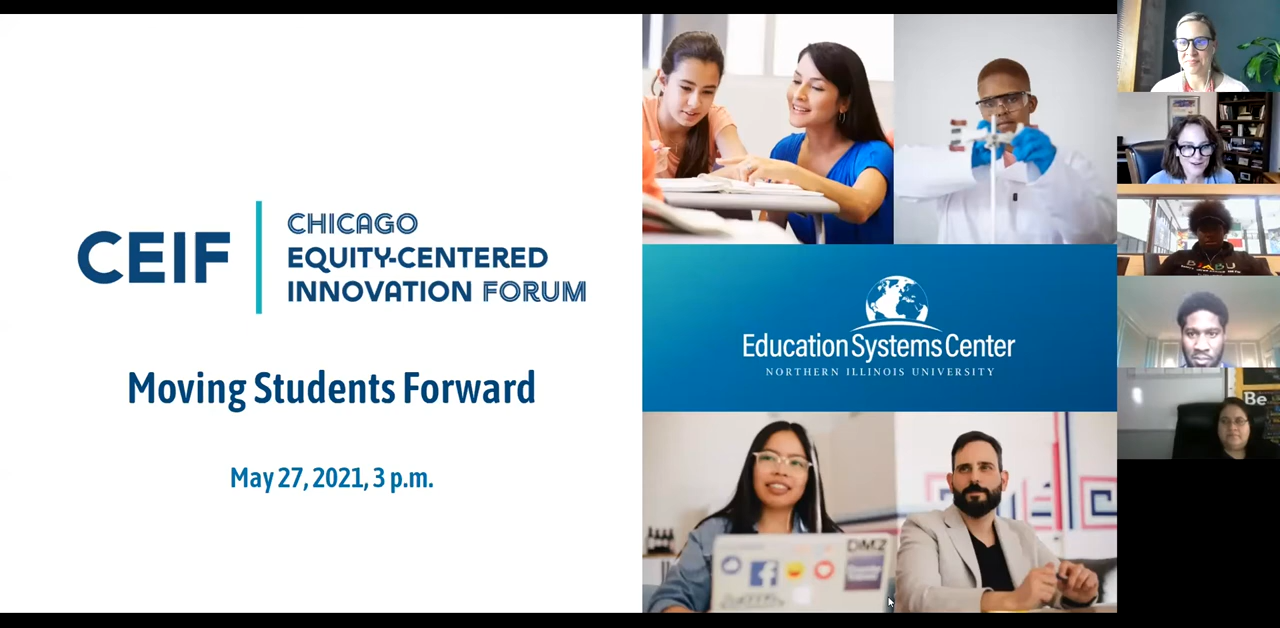 CEIF
CHICAGO
EQUITY-CENTERED
INNOVATION FORUM
Moving Students Forward
May 27, 2021, 3 p.m.
Education Systems Center
NORTHERN ILLINOIS UNIVERSITY
DMZ
Be